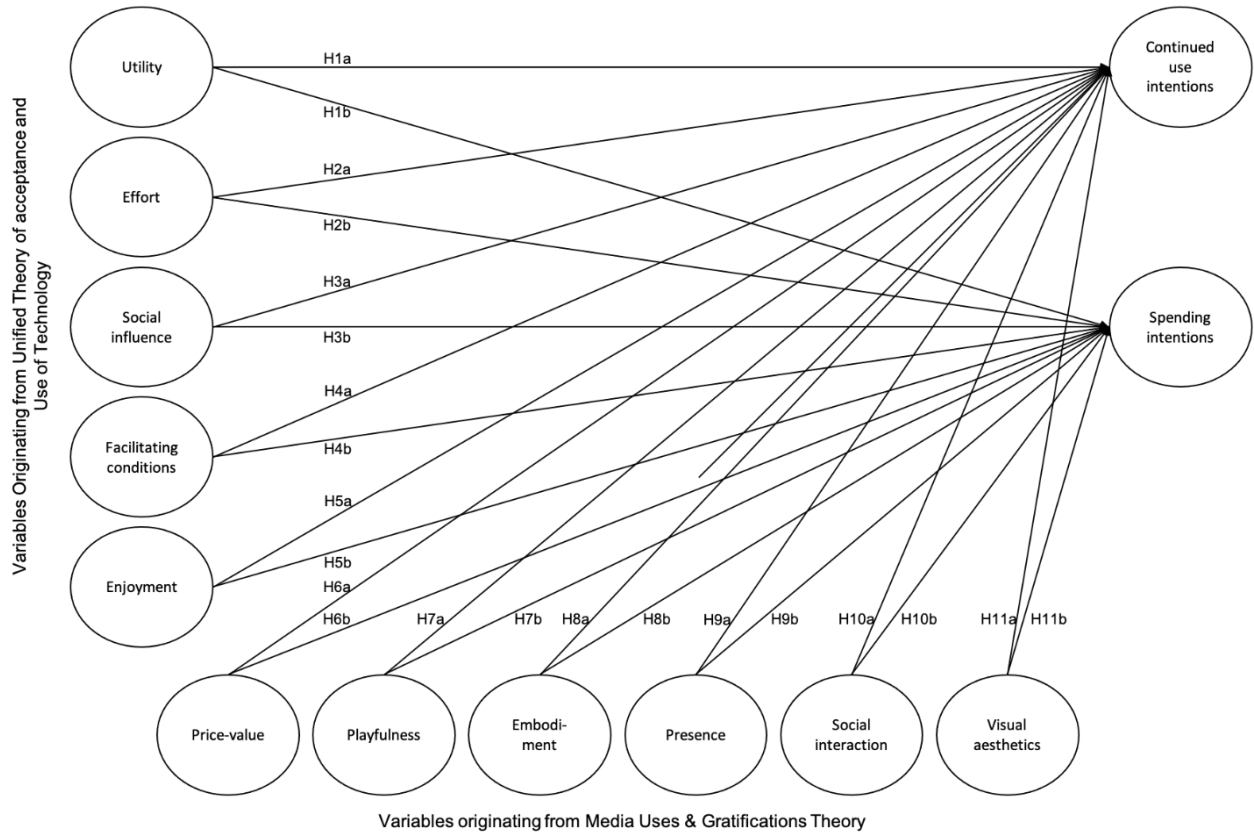 Variables Originating from Unified Theory of acceptance and
Use of Technology
Utility
Effort
Social
influence
Facilitating
conditions
Enjoyment
H1a
H1b
H2a
H2b
H3a
H3b
H4a
H4b
H5a
H5b
H6a
H6b
H7a
H7b
H8a
H8b
H9a
H9b
H10a
H10b
H11a
H11b
Continued
use
intentions
Spending
intentions
Price-value
Playfulness
Embodi-
ment
Presence
Social
interaction
Visual
aesthetics
Variables originating from Media Uses & Gratifications Theory